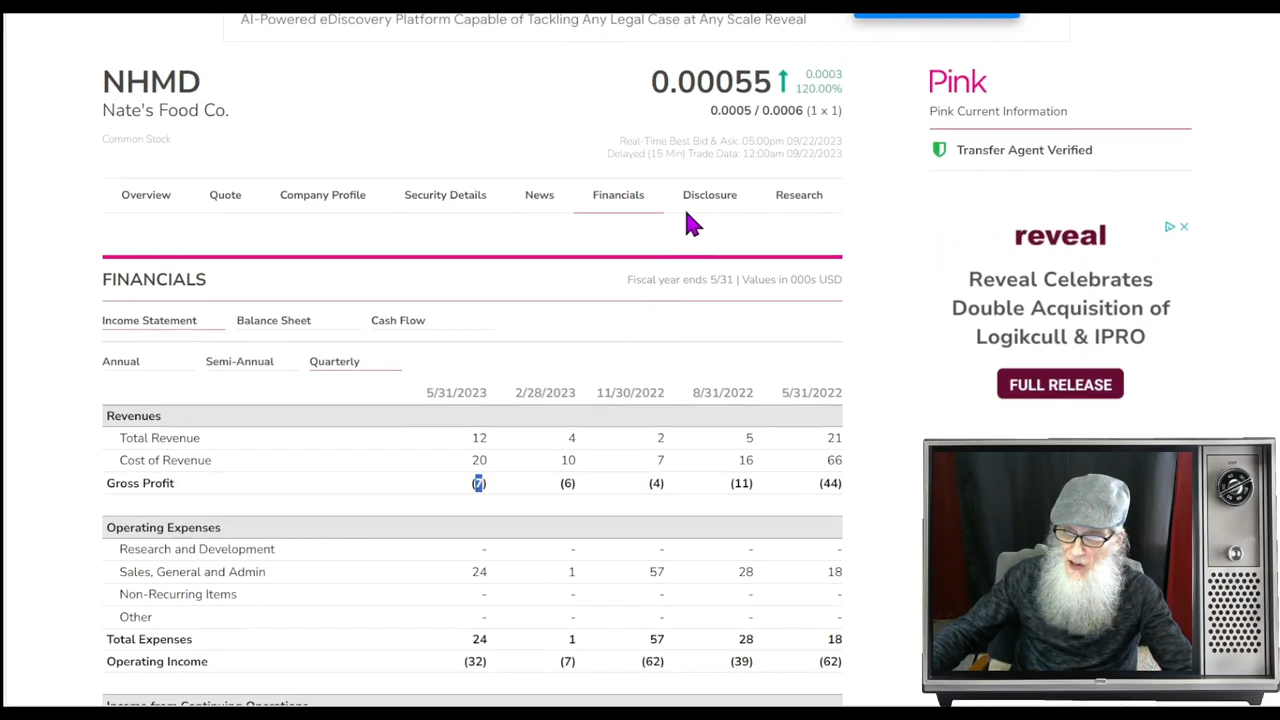 AI-Powered eDiscovery Platform Capable of Tackling Any Legal Case at Any Scale Reveal
NHMD
Nate's Food Co.
Common Stock
0.00055 0.0003
120.00%
0.0005 / 0.0006 (1 x 1)
Real-Time Best Bid & Ask: 05:00pm 09/22/2023
Delayed (15 Min) Trade Data: 12:00am 09/22/2023
Pink
Pink Current Information
Transfer Agent Verified
Overview Quote Company Profile Security Details News Financials Disclosure Research
FINANCIALS Fiscal year ends 5/31 | Values in 000s USD
Income Statement Balance Sheet Cash Flow
Annual Semi-Annual Quarterly
5/31/2023 2/28/2023 11/30/2022 8/31/2022 5/31/2022
Revenues
Total Revenue 12 4 2 5 21
Cost of Revenue 20 10 7 16 66
Gross Profit (7) (6) (4) (11) (44)
Operating Expenses
Research and Development - - - - -
Sales, General and Admin 24 1 57 28 18
Non-Recurring Items - - - - -
Other - - - - -
Total Expenses 24 1 57 28 18
Operating Income (32) (7) (62) (39) (62)
reveal
Reveal Celebrates
Double Acquisition of
Logikcull & IPRO
FULL RELEASE